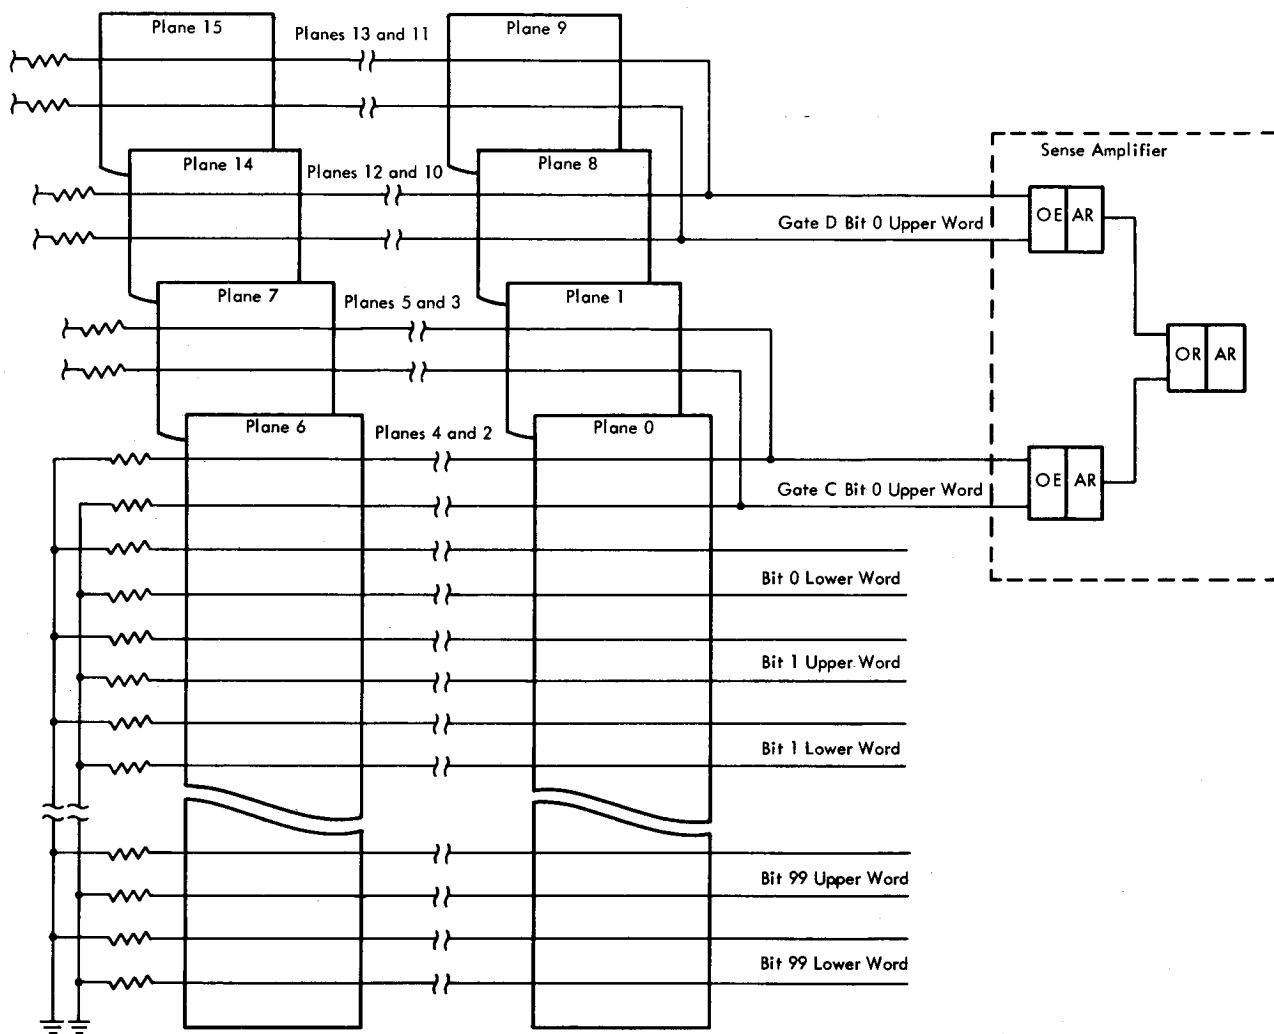 Plane 15
Planes 13 and 11
Plane 9
Sense Amplifier
Plane 14
Planes 12 and 10
Plane 8
Gate D Bit 0 Upper Word
OE AR
Plane 7
Planes 5 and 3
Plane 1
OR AR
Plane 6
Planes 4 and 2
Plane 0
Gate C Bit 0 Upper Word
OE AR
Bit 0 Lower Word
Bit 1 Upper Word
Bit 1 Lower Word
Bit 99 Upper Word
Bit 99 Lower Word